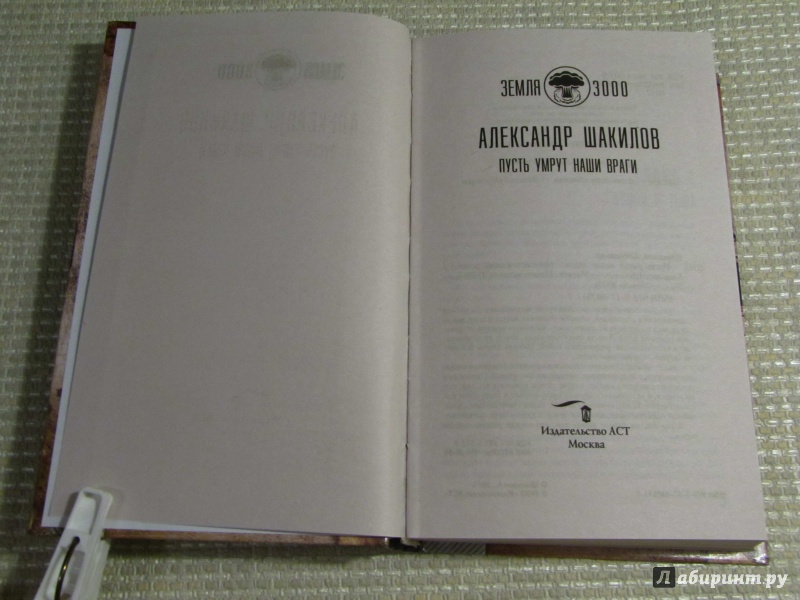 ЗЕМЛЯ 3000
АЛЕКСАНДР ШАКИЛОВ
ПУСТЬ УМРУТ НАШИ ВРАГИ
Издательство АСТ
Москва
Лабиринт.ру